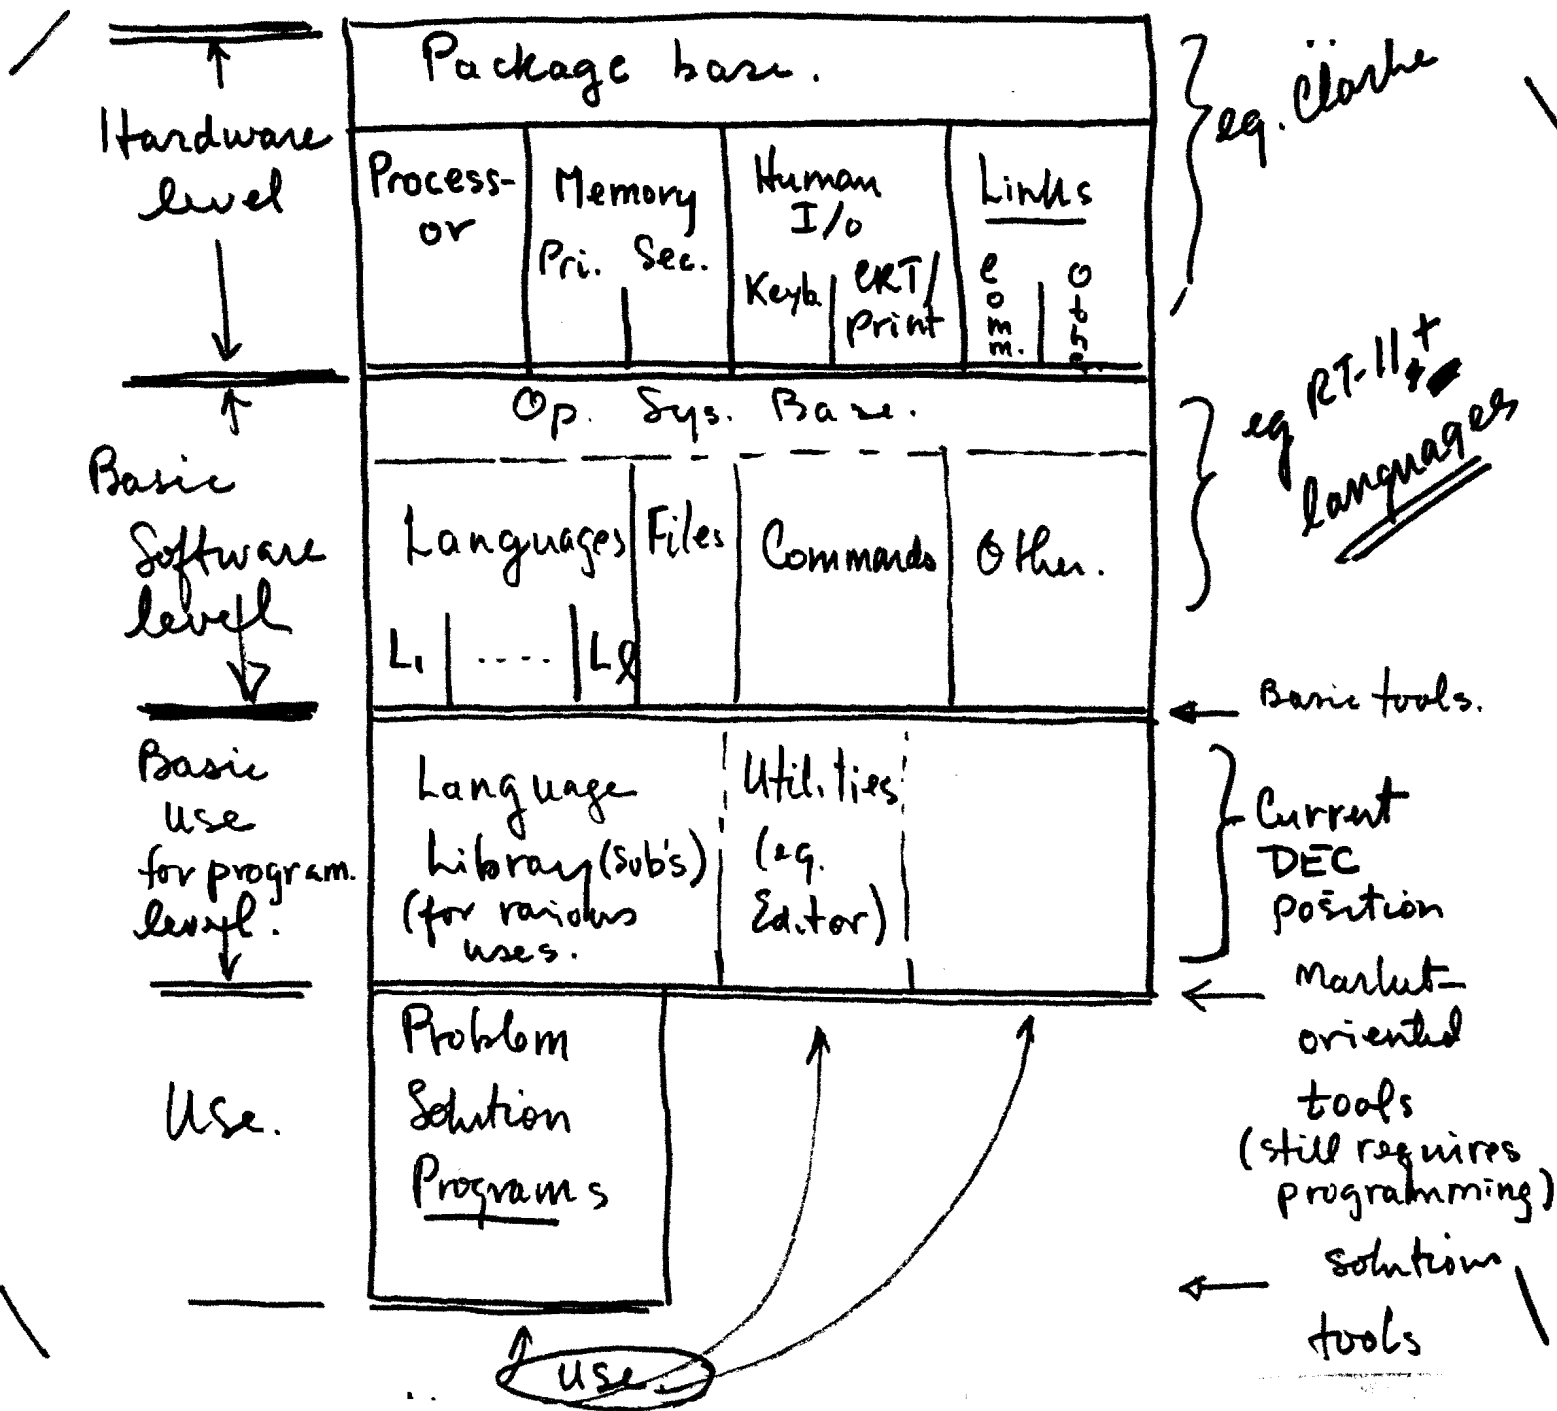 Package base.
Hardware
level
Process-
or
Memory
Pri. Sec.
Human
I/o
Keyb.
CRT/
print
Links
comm.
eg.
Op. Sys. Base.
Basic
Software
level
Languages
L1 .... Ll
Files
Commands
Other.
eg RT-11 +
languages
Basic tools.
Basic
use
for program.
level.
Language
Library (sub's)
(for various
uses.
Utilities
(eg.
Editor)
Current
DEC
position
Market-
oriented
tools
(still requires
programming)
Use.
Problem
Solution
Programs
solutions
tools
use.